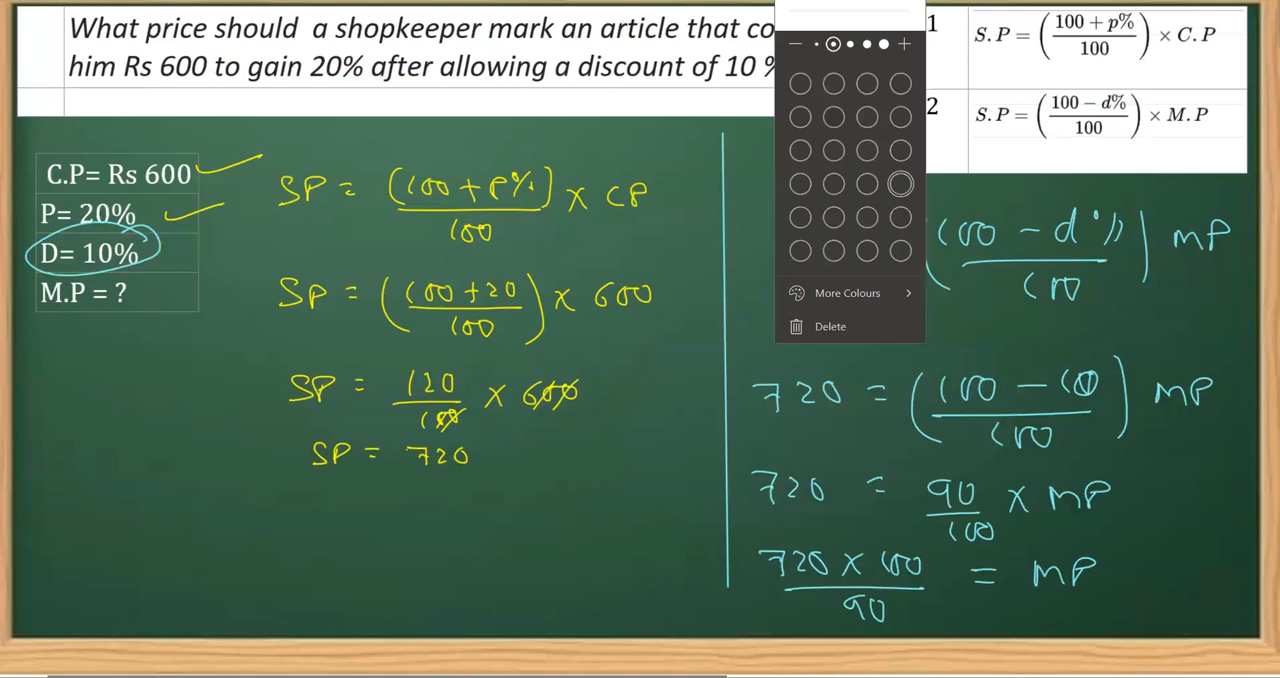 What price should a shopkeeper mark an article that co
him Rs 600 to gain 20% after allowing a discount of 10 %
1 S.P = ((100 + p%)/100) × C.P
2 S.P = ((100 − d%)/100) × M.P
C.P= Rs 600
P= 20%
D= 10%
M.P = ?
SP = (100 + P%)/100 × CP
SP = ((100 + 20)/100) × 600
SP = 120/100 × 600
SP = 720
((100 - d%)/100) MP
720 = ((100 - 10)/100) MP
720 = 90/100 × MP
720 × 100/90 = MP
More Colours
Delete